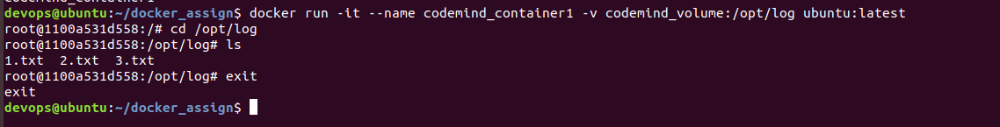 codemind_container1
devops@ubuntu:~/docker_assign$ docker run -it --name codemind_container1 -v codemind_volume:/opt/log ubuntu:latest
root@1100a531d558:/# cd /opt/log
root@1100a531d558:/opt/log# ls
1.txt  2.txt  3.txt
root@1100a531d558:/opt/log# exit
exit
devops@ubuntu:~/docker_assign$